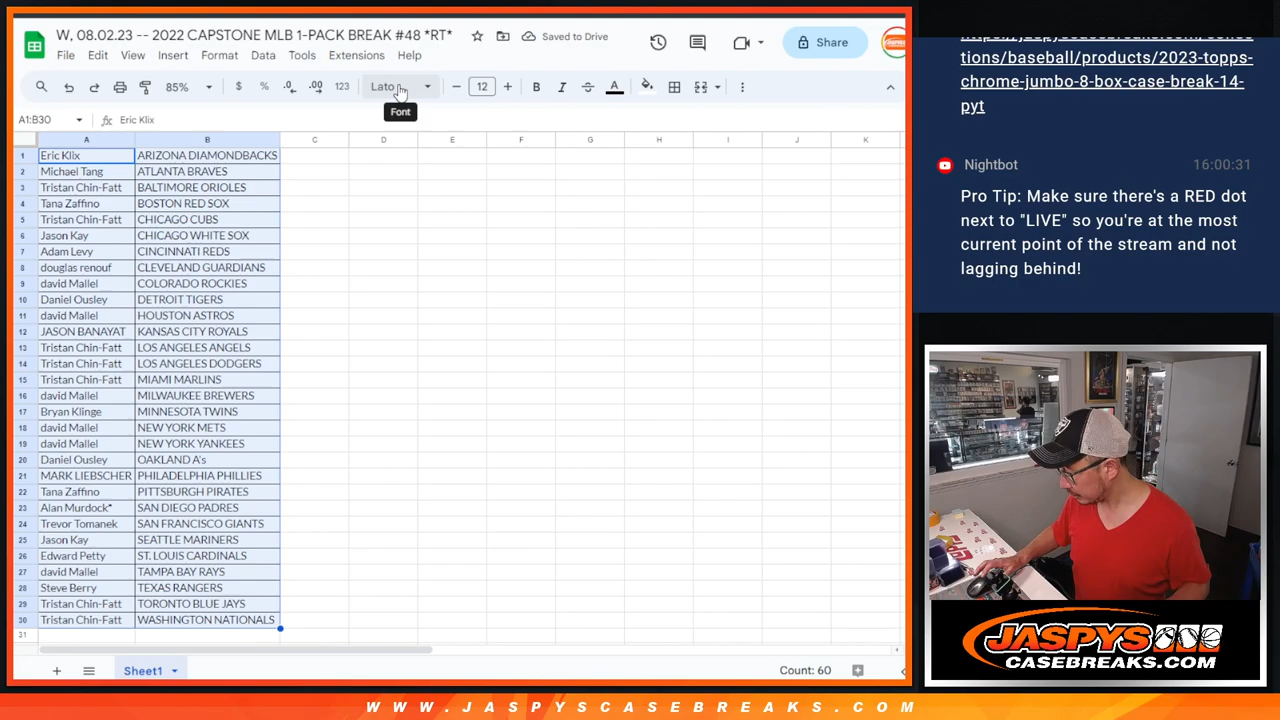 W, 08.02.23 -- 2022 CAPSTONE MLB 1-PACK BREAK #48 *RT*
Saved to Drive
Share
File Edit View Insert Format Data Tools Extensions Help
85% $ % .0 .00 123 Lato 12 B I A
Font
A1:B30 fx Eric Klix
A B C D E F G H I J K
1 Eric Klix ARIZONA DIAMONDBACKS
2 Michael Tang ATLANTA BRAVES
3 Tristan Chin-Fatt BALTIMORE ORIOLES
4 Tana Zaffino BOSTON RED SOX
5 Tristan Chin-Fatt CHICAGO CUBS
6 Jason Kay CHICAGO WHITE SOX
7 Adam Levy CINCINNATI REDS
8 douglas renouf CLEVELAND GUARDIANS
9 david Mallel COLORADO ROCKIES
10 Daniel Ousley DETROIT TIGERS
11 david Mallel HOUSTON ASTROS
12 JASON BANAYAT KANSAS CITY ROYALS
13 Tristan Chin-Fatt LOS ANGELES ANGELS
14 Tristan Chin-Fatt LOS ANGELES DODGERS
15 Tristan Chin-Fatt MIAMI MARLINS
16 david Mallel MILWAUKEE BREWERS
17 Bryan Klinge MINNESOTA TWINS
18 david Mallel NEW YORK METS
19 david Mallel NEW YORK YANKEES
20 Daniel Ousley OAKLAND A's
21 MARK LIEBSCHER PHILADELPHIA PHILLIES
22 Tana Zaffino PITTSBURGH PIRATES
23 Alan Murdock* SAN DIEGO PADRES
24 Trevor Tomanek SAN FRANCISCO GIANTS
25 Jason Kay SEATTLE MARINERS
26 Edward Petty ST. LOUIS CARDINALS
27 david Mallel TAMPA BAY RAYS
28 Steve Berry TEXAS RANGERS
29 Tristan Chin-Fatt TORONTO BLUE JAYS
30 Tristan Chin-Fatt WASHINGTON NATIONALS
31
Sheet1
Count: 60
tions/baseball/products/2023-topps-
chrome-jumbo-8-box-case-break-14-
pyt
Nightbot 16:00:31
Pro Tip: Make sure there's a RED dot
next to "LIVE" so you're at the most
current point of the stream and not
lagging behind!
JASPYS
CASEBREAKS.COM
WWW.JASPYSCASEBREAKS.COM